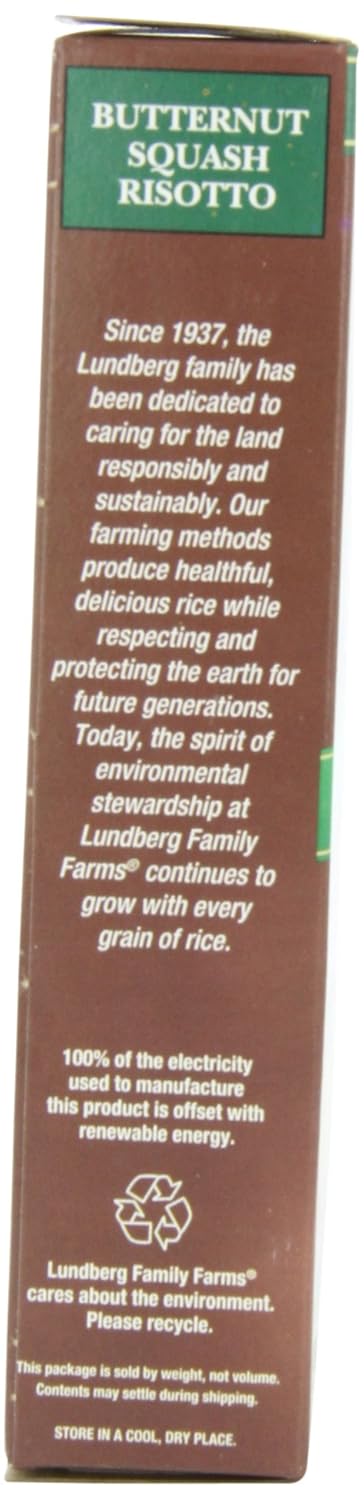 BUTTERNUT
SQUASH
RISOTTO
Since 1937, the
Lundberg family has
been dedicated to
caring for the land
responsibly and
sustainably. Our
farming methods
produce healthful,
delicious rice while
respecting and
protecting the earth for
future generations.
Today, the spirit of
environmental
stewardship at
Lundberg Family
Farms® continues to
grow with every
grain of rice.
100% of the electricity
used to manufacture
this product is offset with
renewable energy.
Lundberg Family Farms®
cares about the environment.
Please recycle.
This package is sold by weight, not volume.
Contents may settle during shipping.
STORE IN A COOL, DRY PLACE.